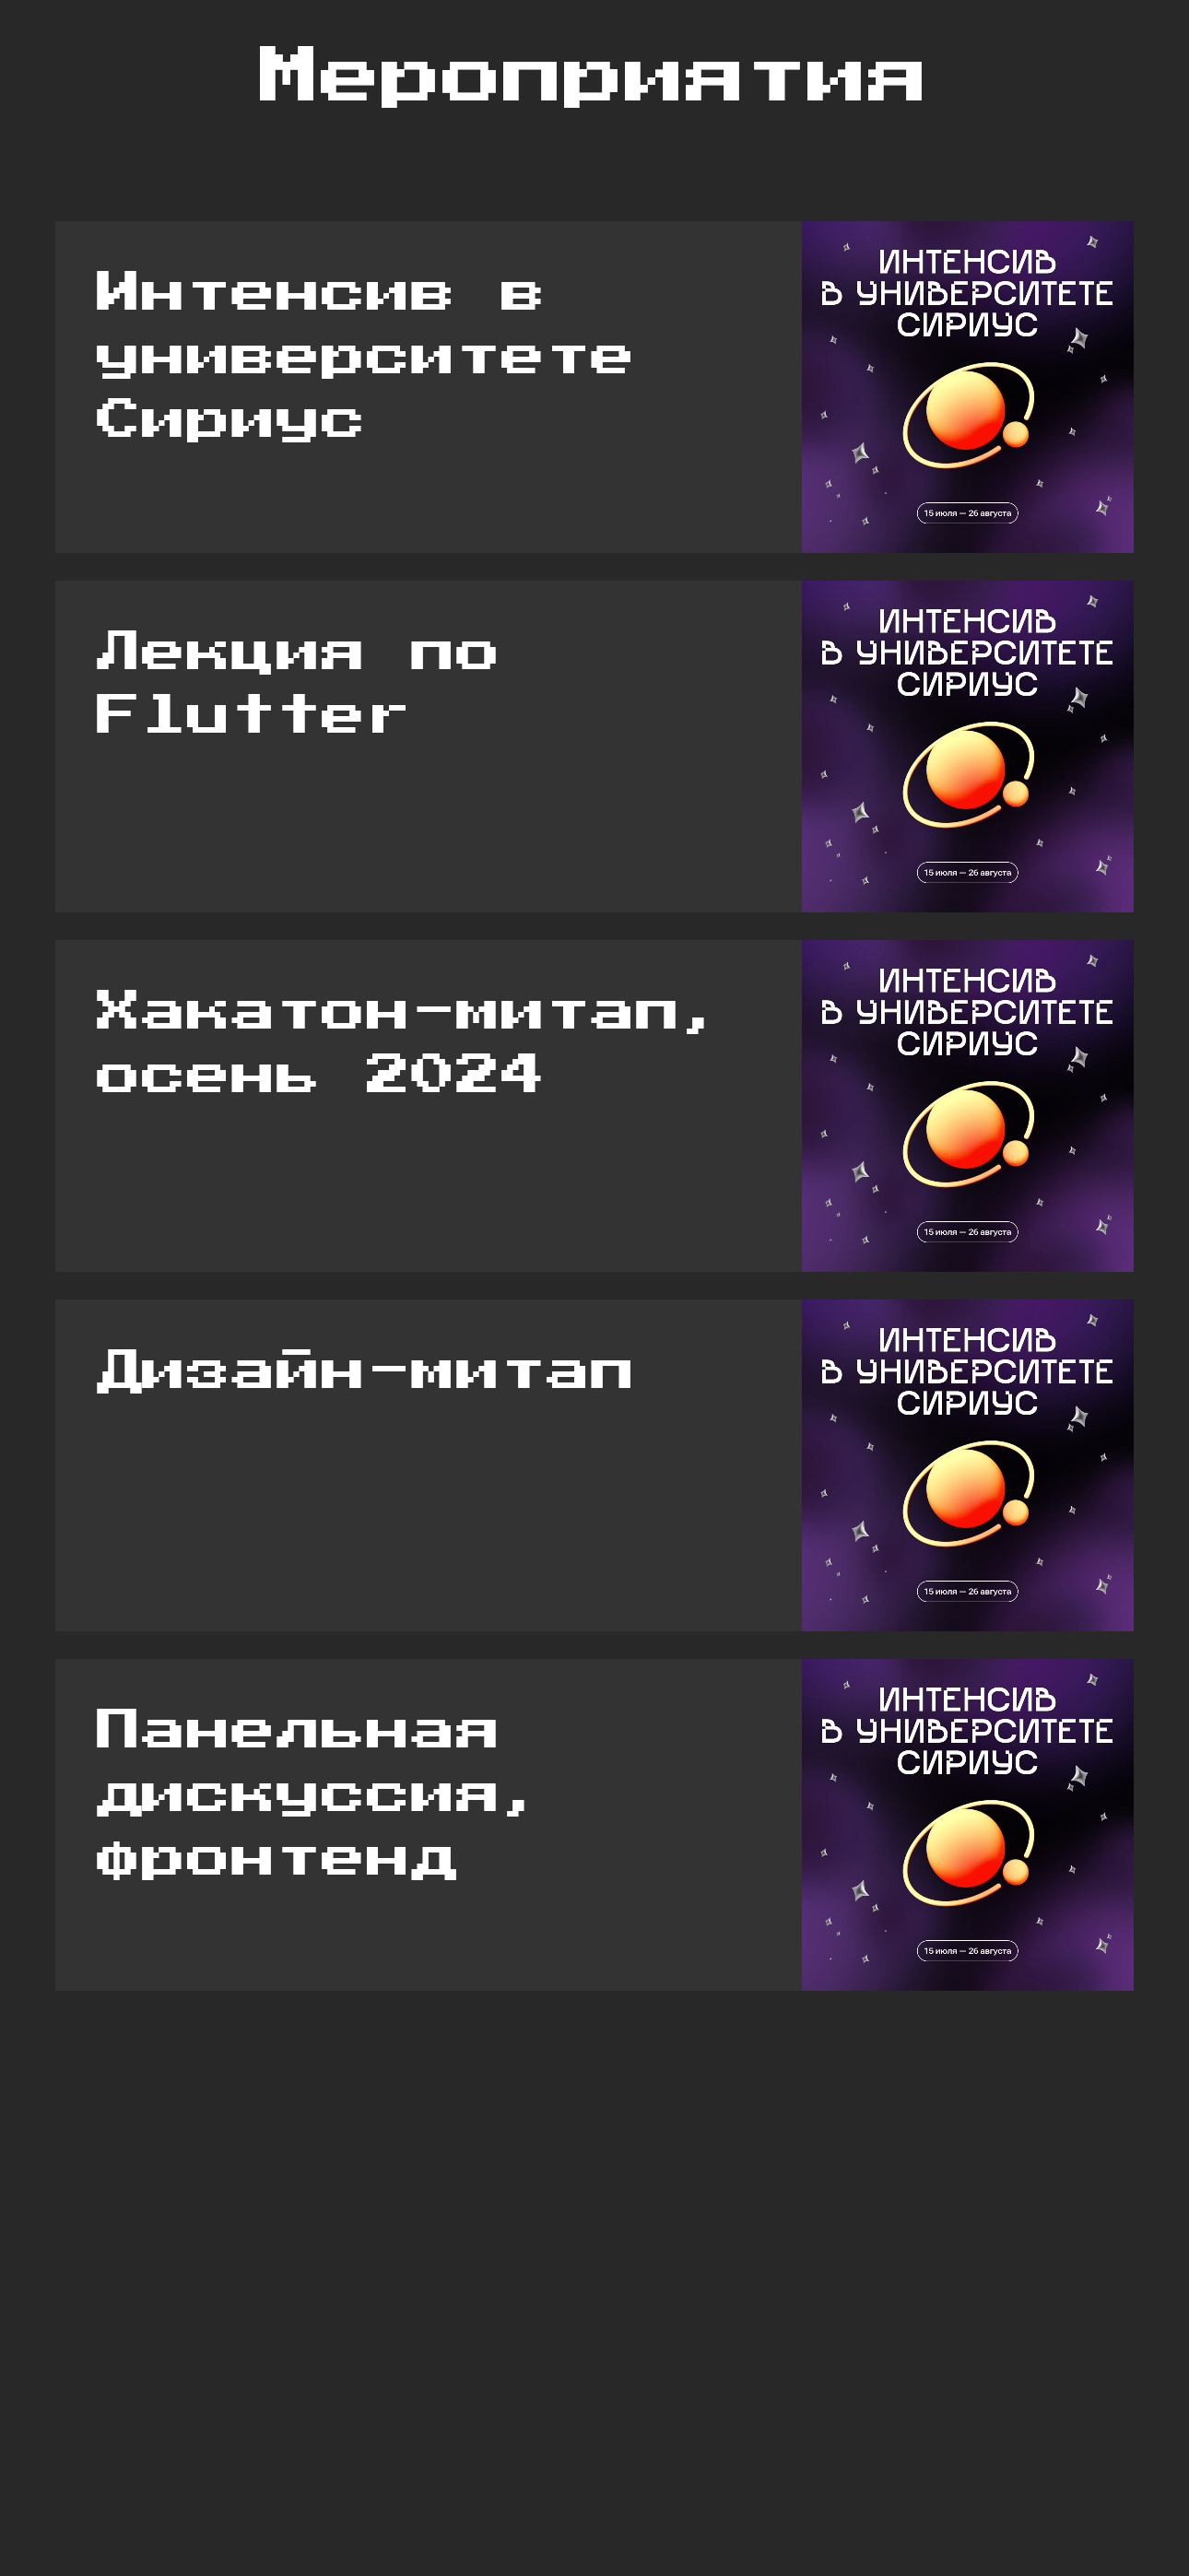 Мероприятия
Интенсив в
университете
Сириус
ИНТЕНСИВ
В УНИВЕРСИТЕТЕ
СИРИУС
15 июля — 26 августа
Лекция по
Flutter
ИНТЕНСИВ
В УНИВЕРСИТЕТЕ
СИРИУС
15 июля — 26 августа
Хакатон-митап,
осень 2024
ИНТЕНСИВ
В УНИВЕРСИТЕТЕ
СИРИУС
15 июля — 26 августа
Дизайн-митап
ИНТЕНСИВ
В УНИВЕРСИТЕТЕ
СИРИУС
15 июля — 26 августа
Панельная
дискуссия,
фронтенд
ИНТЕНСИВ
В УНИВЕРСИТЕТЕ
СИРИУС
15 июля — 26 августа